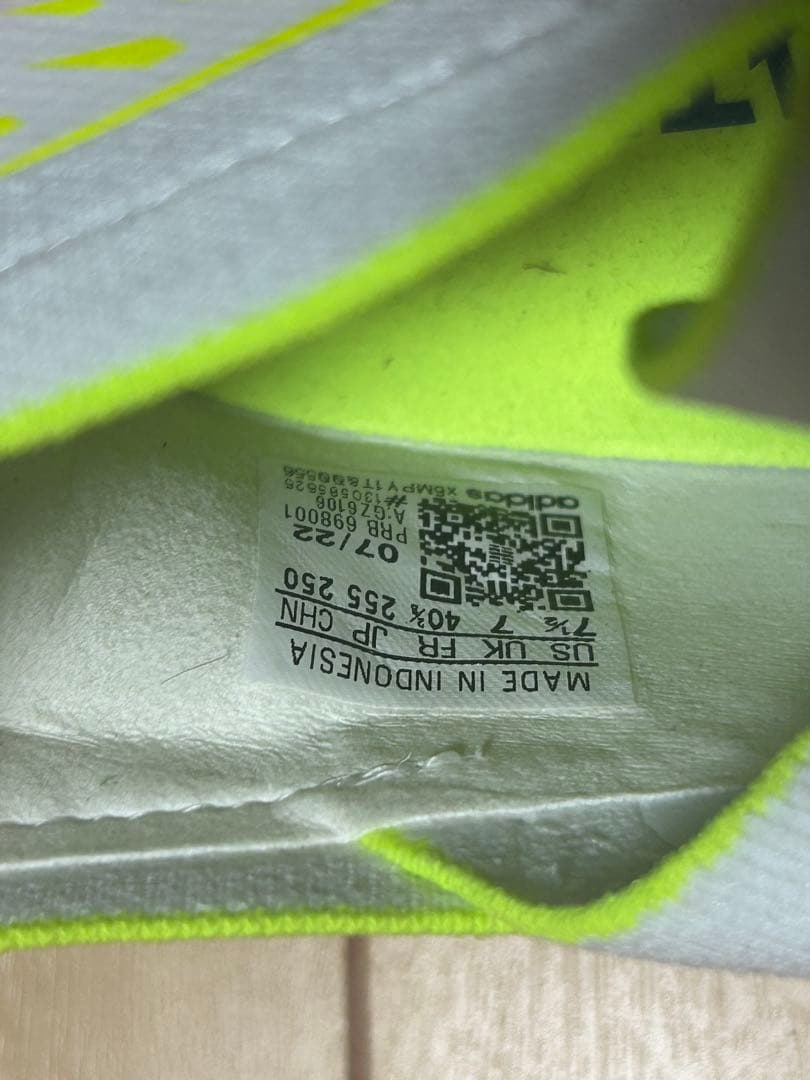 MADE IN INDONESIA
US UK FR JP CHN
7½ 7 40⅔ 255 250
07/22
PRB 698001
A:GZ6106
adidas